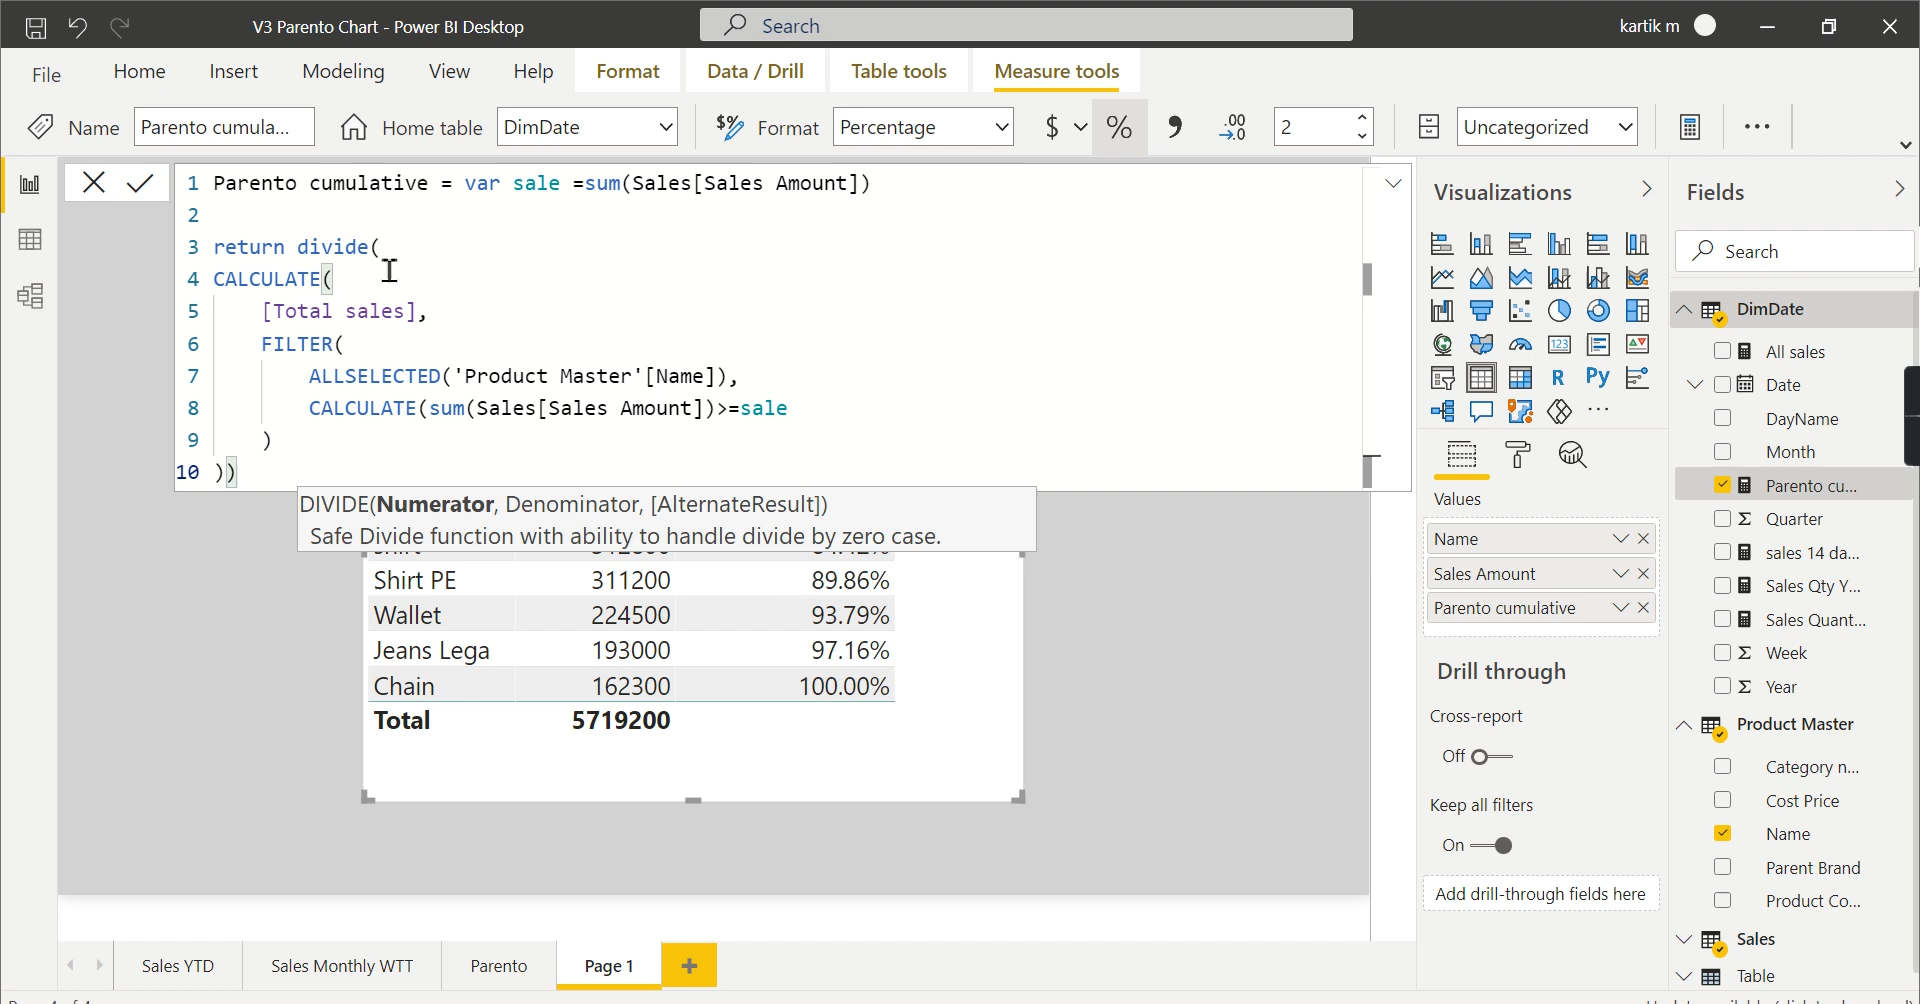 V3 Parento Chart - Power BI Desktop
Search
kartik m
File
Home
Insert
Modeling
View
Help
Format
Data / Drill
Table tools
Measure tools
Name
Parento cumula...
Home table
DimDate
$%
Format
Percentage
$
%
,
.00
→.0
2
Uncategorized
...
1 Parento cumulative = var sale =sum(Sales[Sales Amount])
2
3 return divide(
4 CALCULATE(
5 [Total sales],
6 FILTER(
7 ALLSELECTED('Product Master'[Name]),
8 CALCULATE(sum(Sales[Sales Amount])>=sale
9 )
10 ))
DIVIDE(Numerator, Denominator, [AlternateResult])
Safe Divide function with ability to handle divide by zero case.
Shirt PE 311200 89.86%
Wallet 224500 93.79%
Jeans Lega 193000 97.16%
Chain 162300 100.00%
Total 5719200
Visualizations
123
R
Py
...
Values
Name
Sales Amount
Parento cumulative
Drill through
Cross-report
Off
Keep all filters
On
Add drill-through fields here
Fields
Search
DimDate
All sales
Date
DayName
Month
Parento cu...
Σ Quarter
sales 14 da...
Sales Qty Y...
Sales Quant...
Σ Week
Σ Year
Product Master
Category n...
Cost Price
Name
Parent Brand
Product Co...
Sales
Table
Sales YTD
Sales Monthly WTT
Parento
Page 1
+